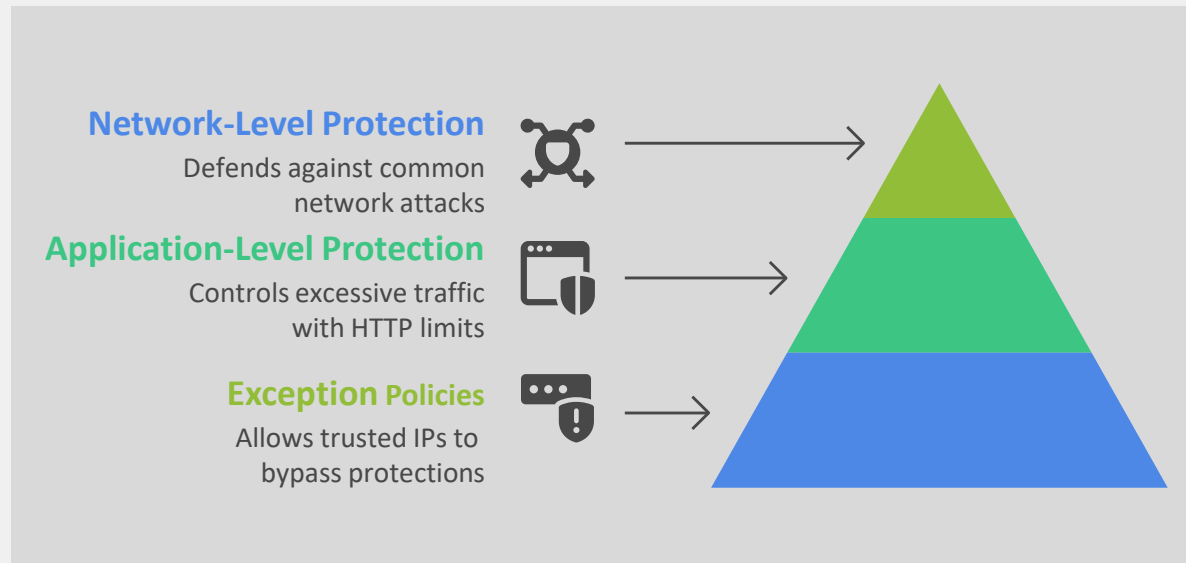 Network-Level Protection
Defends against common
network attacks
Application-Level Protection
Controls excessive traffic
with HTTP limits
Exception Policies
Allows trusted IPs to
bypass protections